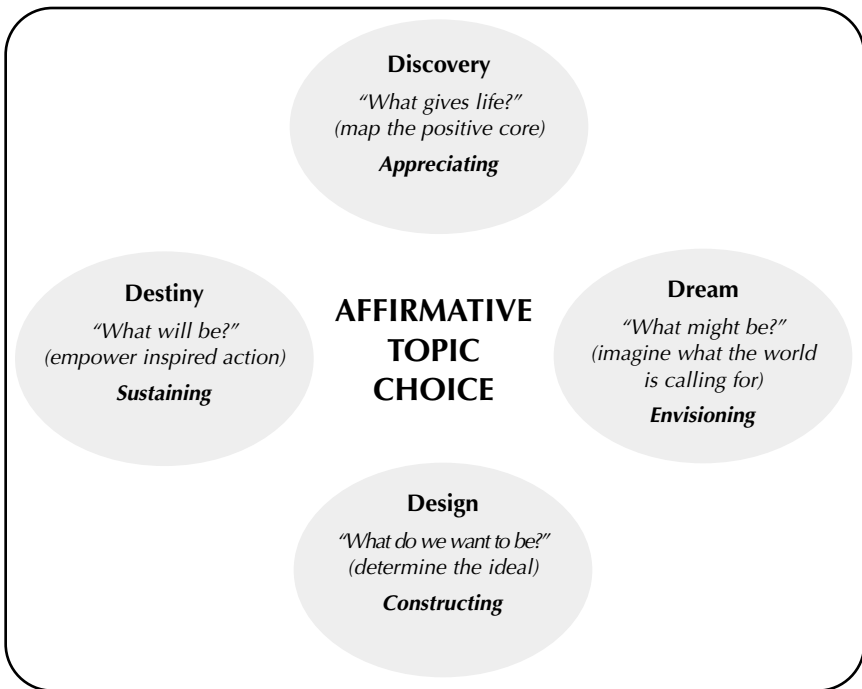 Discovery
“What gives life?”
(map the positive core)
Appreciating
Destiny
“What will be?”
(empower inspired action)
Sustaining
AFFIRMATIVE
TOPIC
CHOICE
Dream
“What might be?”
(imagine what the world
is calling for)
Envisioning
Design
“What do we want to be?”
(determine the ideal)
Constructing